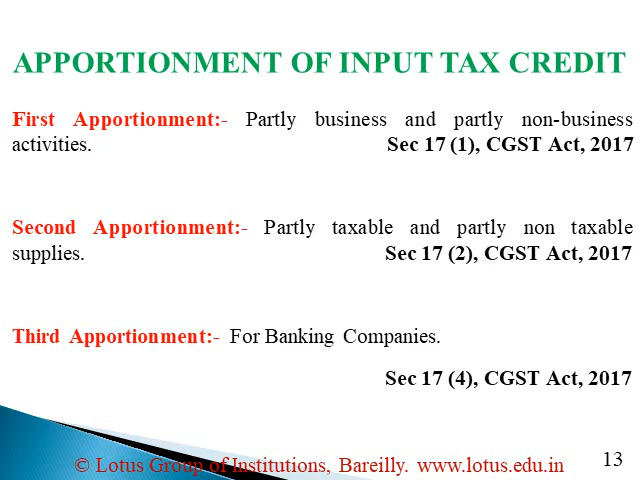 APPORTIONMENT OF INPUT TAX CREDIT
First Apportionment:- Partly business and partly non-business
activities. Sec 17 (1), CGST Act, 2017
Second Apportionment:- Partly taxable and partly non taxable
supplies. Sec 17 (2), CGST Act, 2017
Third Apportionment:- For Banking Companies.
Sec 17 (4), CGST Act, 2017
© Lotus Group of Institutions, Bareilly. www.lotus.edu.in
13